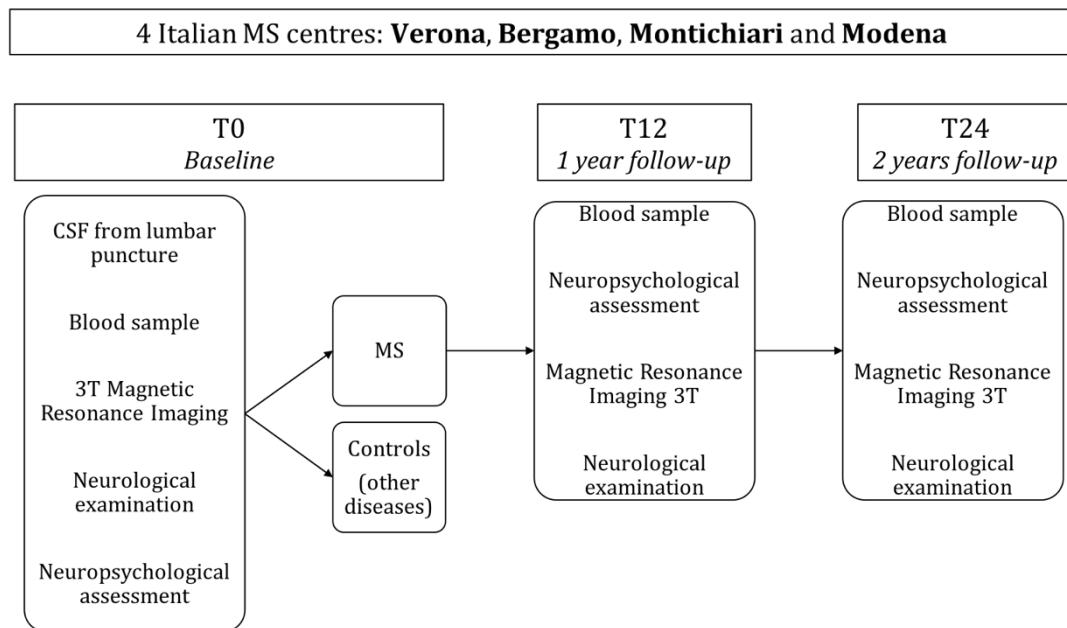 4 Italian MS centres: Verona, Bergamo, Montichiari and Modena
T0
Baseline
CSF from lumbar
puncture
Blood sample
3T Magnetic
Resonance Imaging
Neurological
examination
Neuropsychological
assessment
MS
Controls
(other
diseases)
T12
1 year follow-up
Blood sample
Neuropsychological
assessment
Magnetic Resonance
Imaging 3T
Neurological
examination
T24
2 years follow-up
Blood sample
Neuropsychological
assessment
Magnetic Resonance
Imaging 3T
Neurological
examination